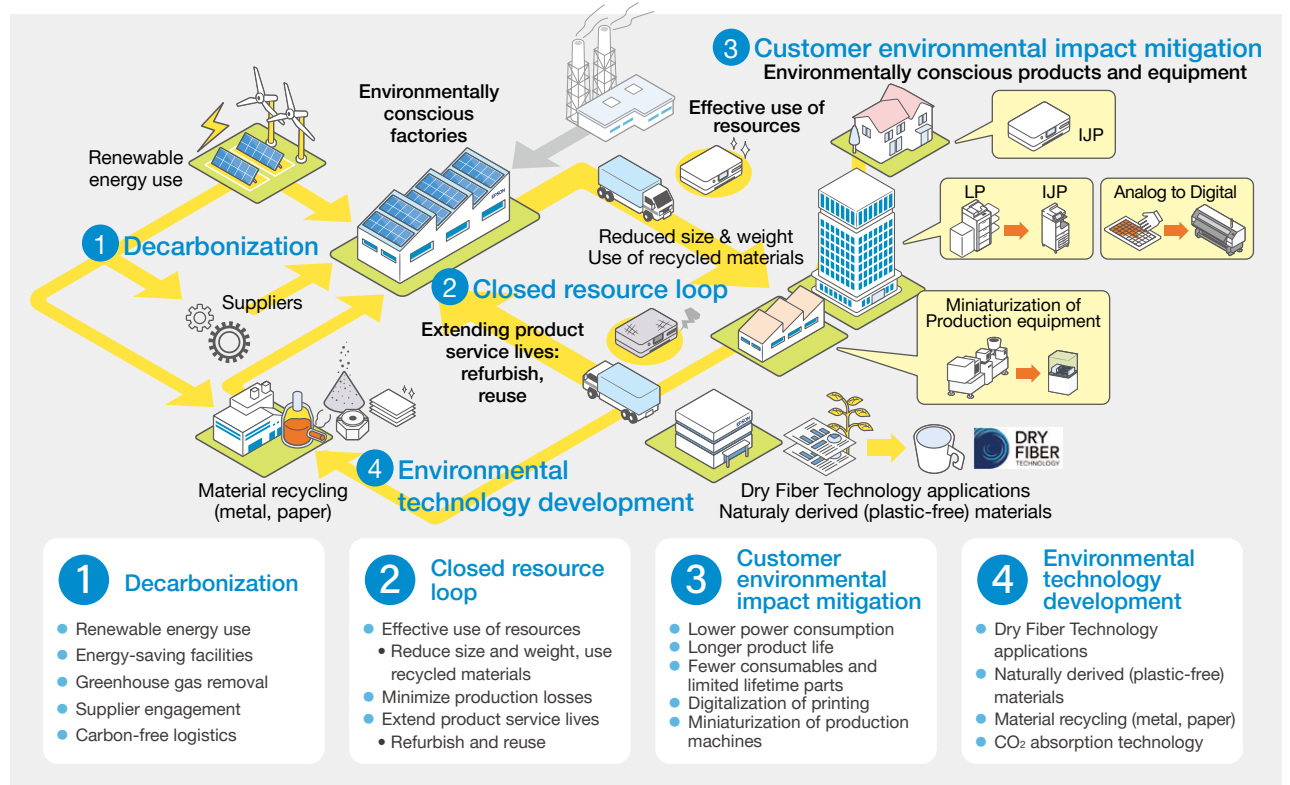 3 Customer environmental impact mitigation
Environmentally conscious products and equipment
Environmentally
conscious
factories
Effective use of
resources
IJP
Renewable
energy use
LP
IJP
Analog to Digital
EPSON
1 Decarbonization
Reduced size & weight
Use of recycled materials
2 Closed resource loop
Suppliers
Miniaturization of
Production equipment
Extending product
service lives:
refurbish,
reuse
EPSON
DRY
FIBER
TECHNOLOGY
4 Environmental
technology development
Material recycling
(metal, paper)
Dry Fiber Technology applications
Naturaly derived (plastic-free) materials
1 Decarbonization
Renewable energy use
Energy-saving facilities
Greenhouse gas removal
Supplier engagement
Carbon-free logistics
2 Closed resource
loop
Effective use of resources
• Reduce size and weight, use
recycled materials
Minimize production losses
Extend product service lives
• Refurbish and reuse
3 Customer
environmental
impact mitigation
Lower power consumption
Longer product life
Fewer consumables and
limited lifetime parts
Digitalization of printing
Miniaturization of production
machines
4 Environmental
technology
development
Dry Fiber Technology
applications
Naturally derived (plastic-free)
materials
Material recycling (metal, paper)
CO₂ absorption technology